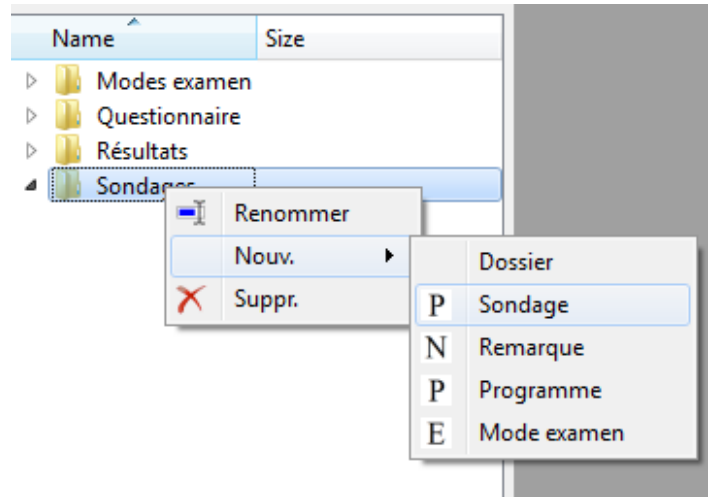 Name Size
Modes examen
Questionnaire
Résultats
Sondages
Renommer
Nouv.
Suppr.
Dossier
P Sondage
N Remarque
P Programme
E Mode examen